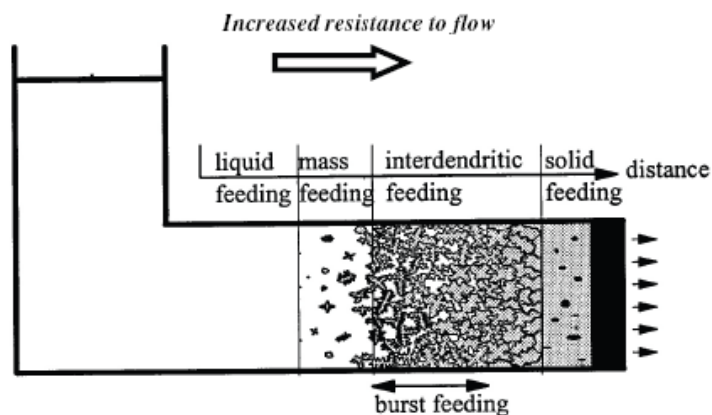 Increased resistance to flow
liquid mass interdendritic solid
feeding feeding feeding feeding
distance
burst feeding